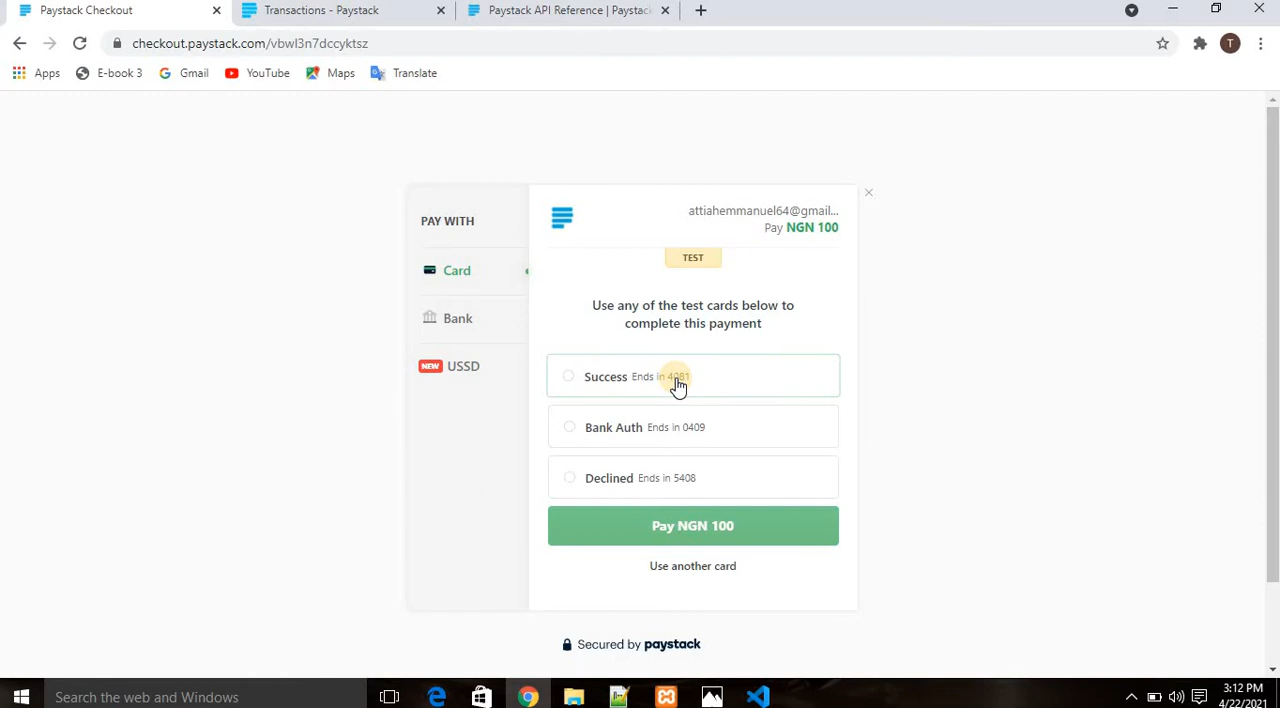 Paystack Checkout
Transactions - Paystack
Paystack API Reference | Paystack
checkout.paystack.com/vbwl3n7dccyktsz
T
Apps
E-book 3
Gmail
YouTube
Maps
Translate
PAY WITH
Card
Bank
NEW USSD
attiahemmanuel64@gmail...
Pay NGN 100
TEST
Use any of the test cards below to
complete this payment
Success Ends in 4081
Bank Auth Ends in 0409
Declined Ends in 5408
Pay NGN 100
Use another card
Secured by paystack
Search the web and Windows
3:12 PM
4/22/2021